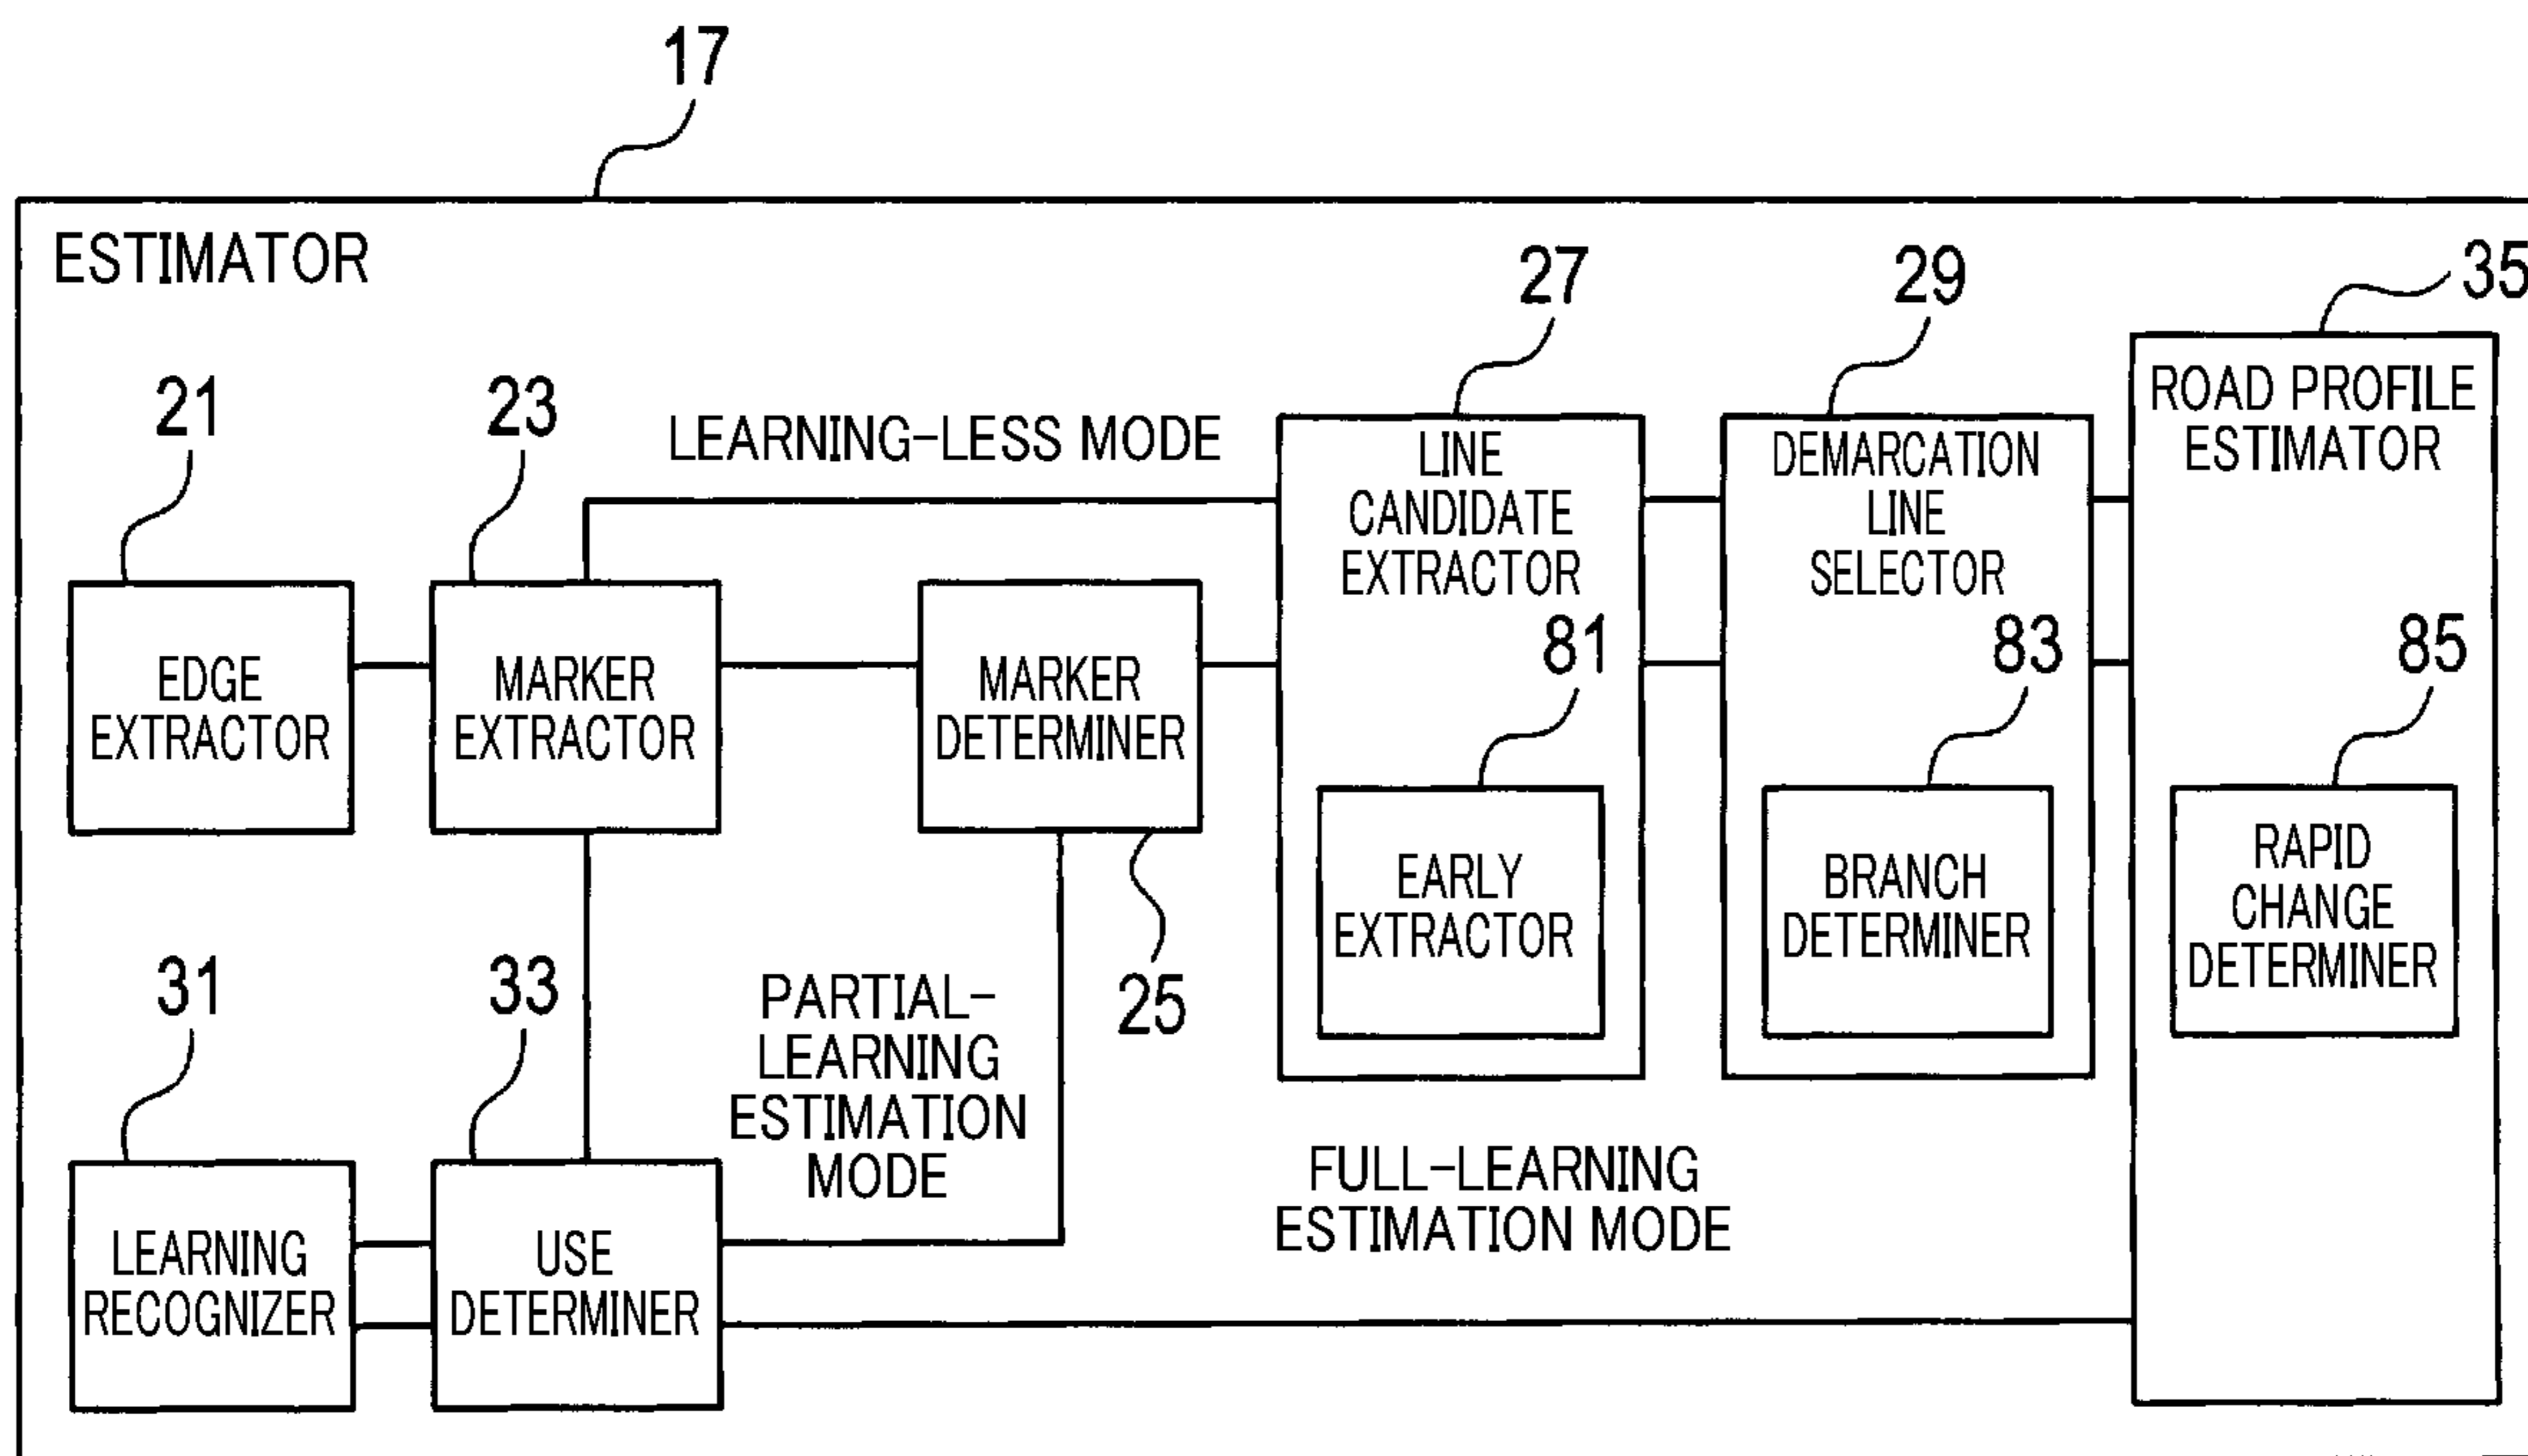 17
ESTIMATOR
27
29
35
21
23
LEARNING-LESS MODE
LINE
CANDIDATE
EXTRACTOR
DEMARCATION
LINE
SELECTOR
ROAD PROFILE
ESTIMATOR
EDGE
EXTRACTOR
MARKER
EXTRACTOR
MARKER
DETERMINER
81
83
85
EARLY
EXTRACTOR
BRANCH
DETERMINER
RAPID
CHANGE
DETERMINER
31
33
PARTIAL-
LEARNING
ESTIMATION
MODE
25
LEARNING
RECOGNIZER
USE
DETERMINER
FULL-LEARNING
ESTIMATION MODE